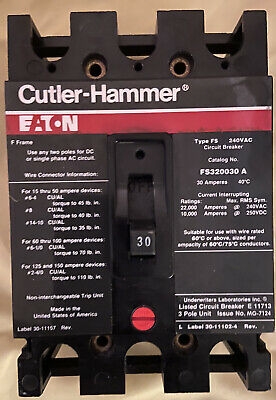 Cutler-Hammer®
EATON
F Frame
Use any two poles for DC
or single phase AC circuit.
Wire Connector Information:
For 15 thru 50 ampere devices:
#6-4 CU/AL
torque to 45 lb. in.
#8 CU/AL
torque to 40 lb. in.
#14-10 CU/AL
torque to 35 lb. in.
For 60 thru 100 ampere devices:
#6-1/0 CU/AL
torque to 70 lb. in.
For 125 and 150 ampere devices:
#2-4/0 CU/AL
torque to 110 lb. in.
Non-interchangeable Trip Unit
Made in the
United States of America
Label 30-11157 Rev.
30
Type FS 240VAC
Circuit Breaker
Catalog No.
FS320030 A
30 Amperes 40°C
Current Interrupting
Ratings: Max. RMS Sym.
22,000 Amperes @ 240VAC
10,000 Amperes @ 250VDC
Suitable for use with wire rated
60°C or above, sized per
ampacity of 60°C/75°C conductors.
Underwriters Laboratories Inc.®
Listed Circuit Breaker E 11713
3 Pole Unit Issue No. MG-7124
L Label 30-11102-4 Rev.